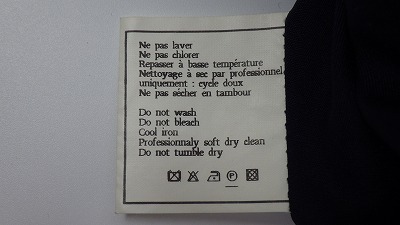 Ne pas laver
Ne pas chlorer
Repasser à basse température
Nettoyage à sec par professionnel
uniquement : cycle doux
Ne pas sécher en tambour
Do not wash
Do not bleach
Cool iron
Professionnaly soft dry clean
Do not tumble dry
P